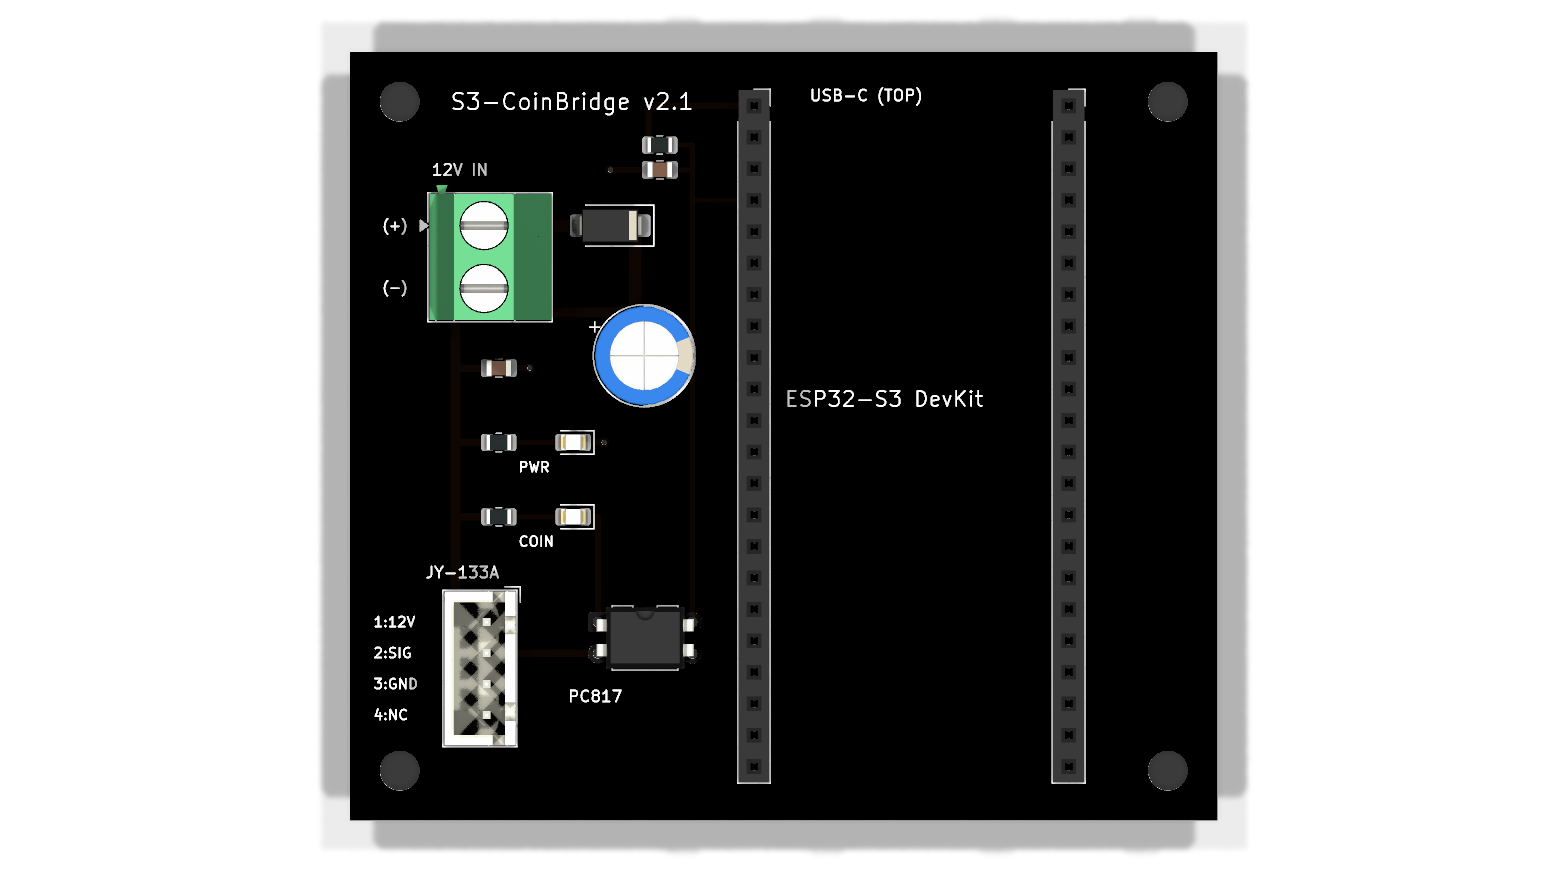 S3-CoinBridge v2.1
USB-C (TOP)
12V IN
(+)
(-)
+
ESP32-S3 DevKit
PWR
COIN
JY-133A
1:12V
2:SIG
3:GND
4:NC
PC817